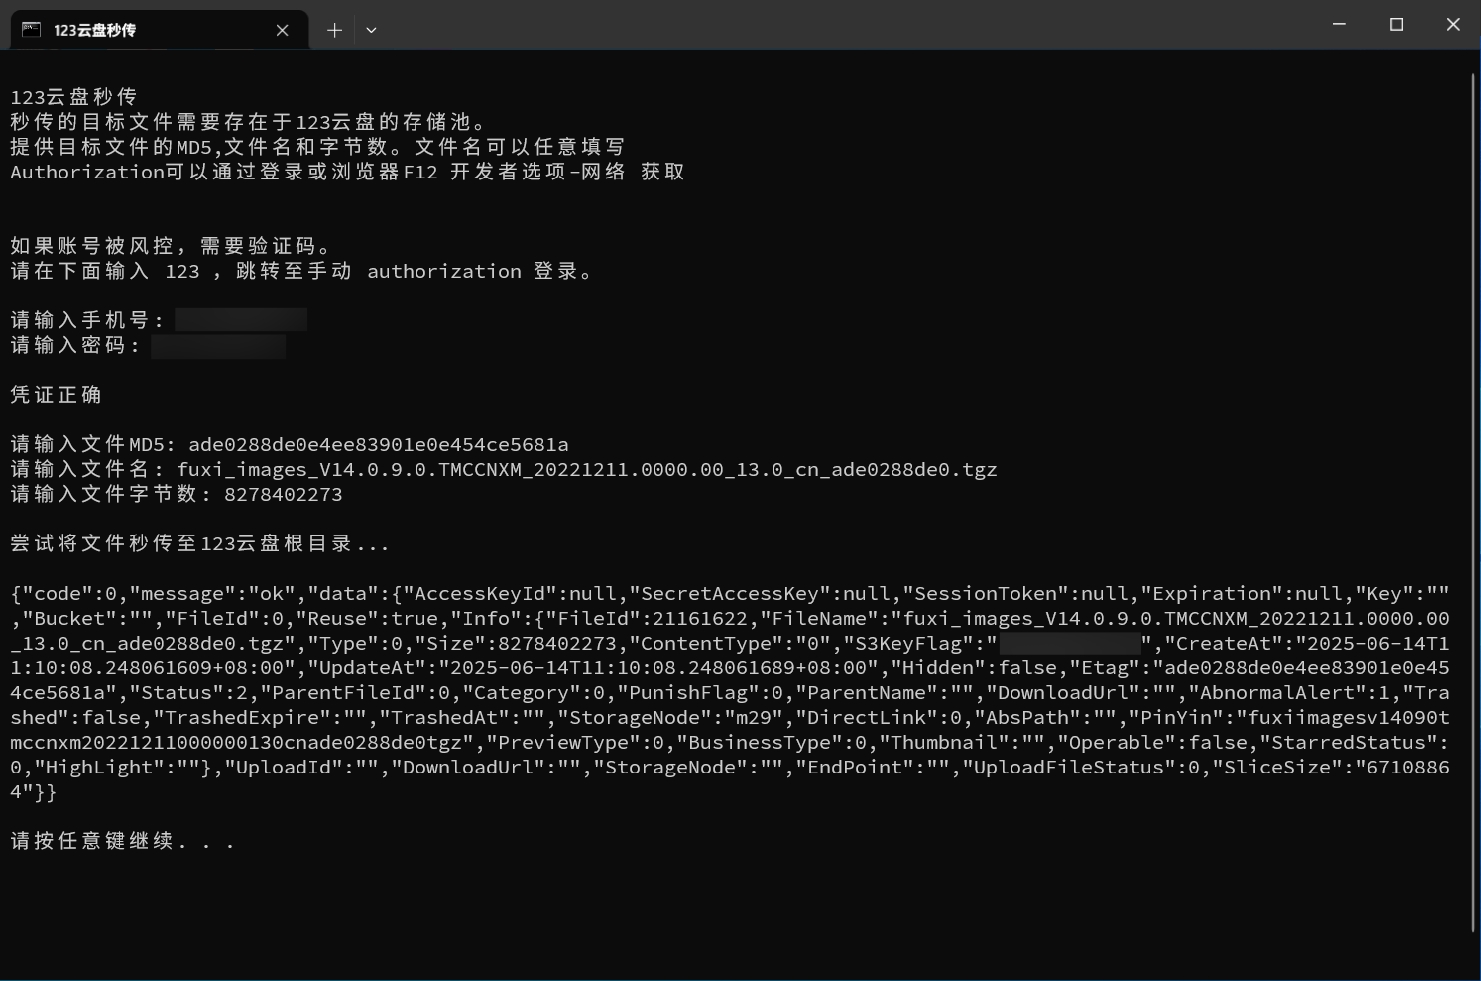 123云盘秒传
123云盘秒传
秒传的目标文件需要存在于123云盘的存储池。
提供目标文件的MD5,文件名和字节数。文件名可以任意填写
Authorization可以通过登录或浏览器F12 开发者选项-网络 获取
如果账号被风控，需要验证码。
请在下面输入 123 ，跳转至手动 authorization 登录。
请输入手机号:
请输入密码:
凭证正确
请输入文件MD5: ade0288de0e4ee83901e0e454ce5681a
请输入文件名: fuxi_images_V14.0.9.0.TMCCNXM_20221211.0000.00_13.0_cn_ade0288de0.tgz
请输入文件字节数: 8278402273
尝试将文件秒传至123云盘根目录...
{"code":0,"message":"ok","data":{"AccessKeyId":null,"SecretAccessKey":null,"SessionToken":null,"Expiration":null,"Key":""
,"Bucket":"","FileId":0,"Reuse":true,"Info":{"FileId":21161622,"FileName":"fuxi_images_V14.0.9.0.TMCCNXM_20221211.0000.00
_13.0_cn_ade0288de0.tgz","Type":0,"Size":8278402273,"ContentType":"0","S3KeyFlag":"","CreateAt":"2025-06-14T1
1:10:08.248061609+08:00","UpdateAt":"2025-06-14T11:10:08.248061689+08:00","Hidden":false,"Etag":"ade0288de0e4ee83901e0e45
4ce5681a","Status":2,"ParentFileId":0,"Category":0,"PunishFlag":0,"ParentName":"","DownloadUrl":"","AbnormalAlert":1,"Tra
shed":false,"TrashedExpire":"","TrashedAt":"","StorageNode":"m29","DirectLink":0,"AbsPath":"","PinYin":"fuxiimagesv14090t
mccnxm20221211000000130cnade0288de0tgz","PreviewType":0,"BusinessType":0,"Thumbnail":"","Operable":false,"StarredStatus":
0,"HighLight":""},"UploadId":"","DownloadUrl":"","StorageNode":"","EndPoint":"","UploadFileStatus":0,"SliceSize":"6710886
4"}}
请按任意键继续. . .